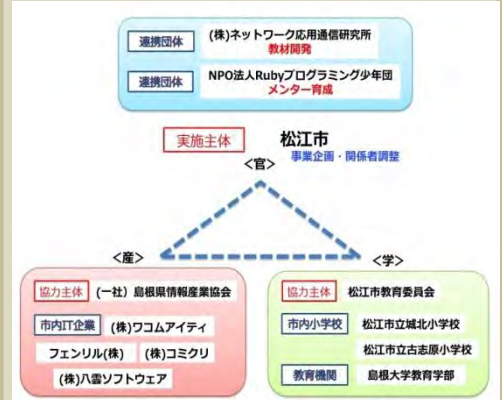 連携団体 (株)ネットワーク応用通信研究所
教材開発
連携団体 NPO法人Rubyプログラミング少年団
メンター育成
実施主体 松江市
事業企画・関係者調整
<官>
<産>
<学>
協力主体 (一社)島根県情報産業協会
市内IT企業 (株)ワコムアイティ
フェンリル(株) (株)コミクリ
(株)八雲ソフトウェア
協力主体 松江市教育委員会
市内小学校 松江市立城北小学校
松江市立古志原小学校
教育機関 島根大学教育学部